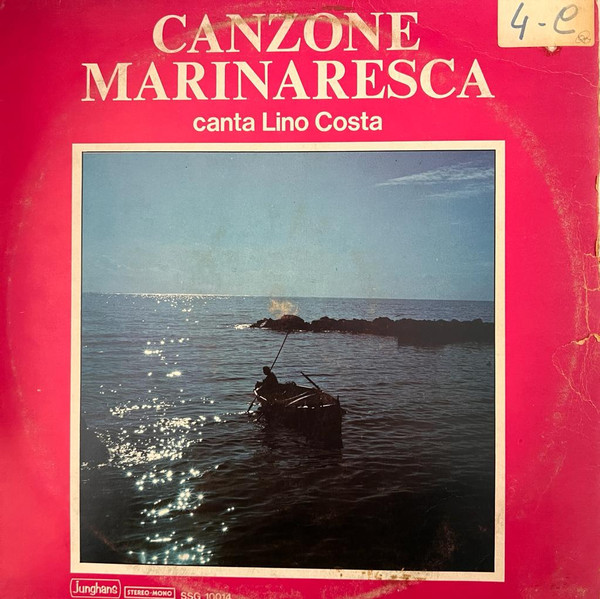 4-e
CANZONE
MARINARESCA
canta Lino Costa
Junghans
STEREO-MONO
SSG 10014